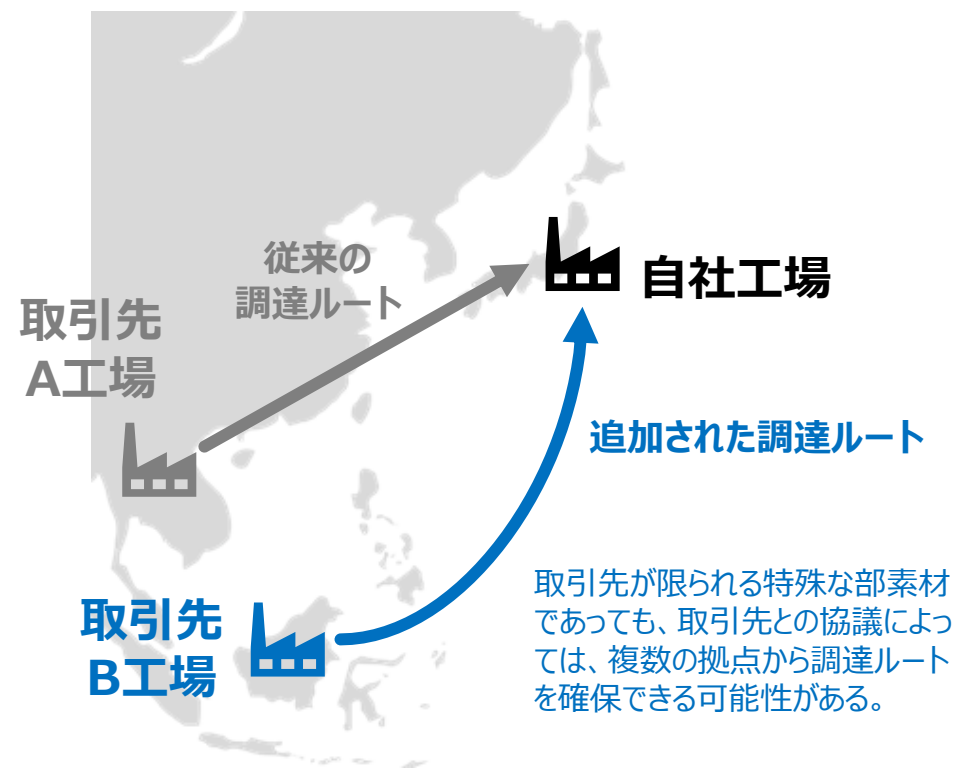 従来の
調達ルート
自社工場
取引先
A工場
追加された調達ルート
取引先
B工場
取引先が限られる特殊な部素材
であっても、取引先との協議によっ
ては、複数の拠点から調達ルート
を確保できる可能性がある。